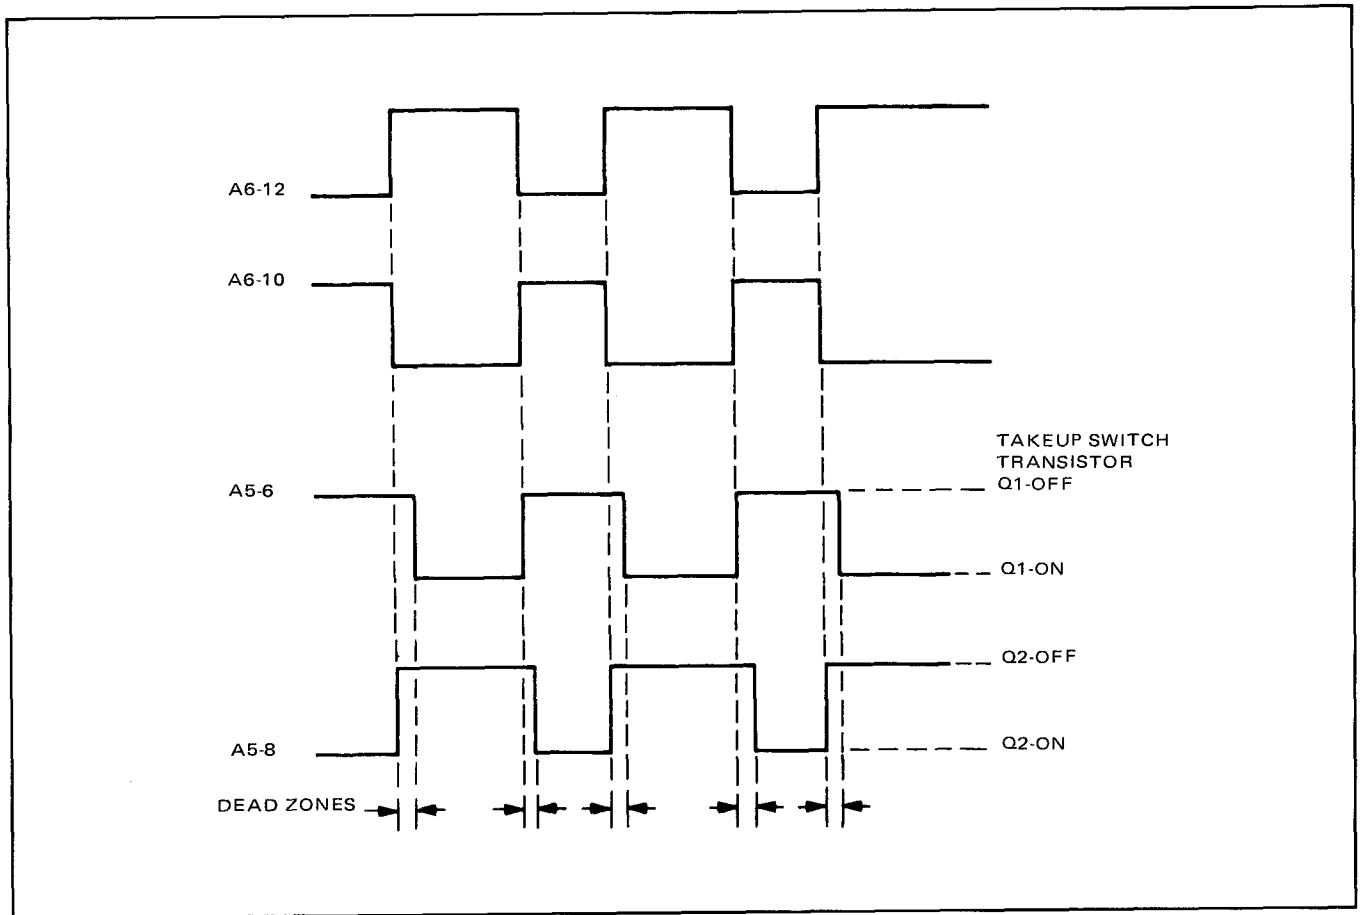 A6-12
A6-10
TAKEUP SWITCH
TRANSISTOR
A5-6
Q1-OFF
Q1-ON
Q2-OFF
A5-8
Q2-ON
DEAD ZONES